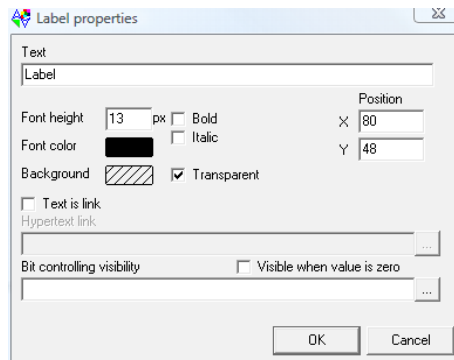 Label properties
Text
Label
Position
Font height 13 px Bold X 80
Italic
Font color Y 48
Background Transparent
Text is link
Hypertext link
...
Bit controlling visibility Visible when value is zero
...
OK Cancel